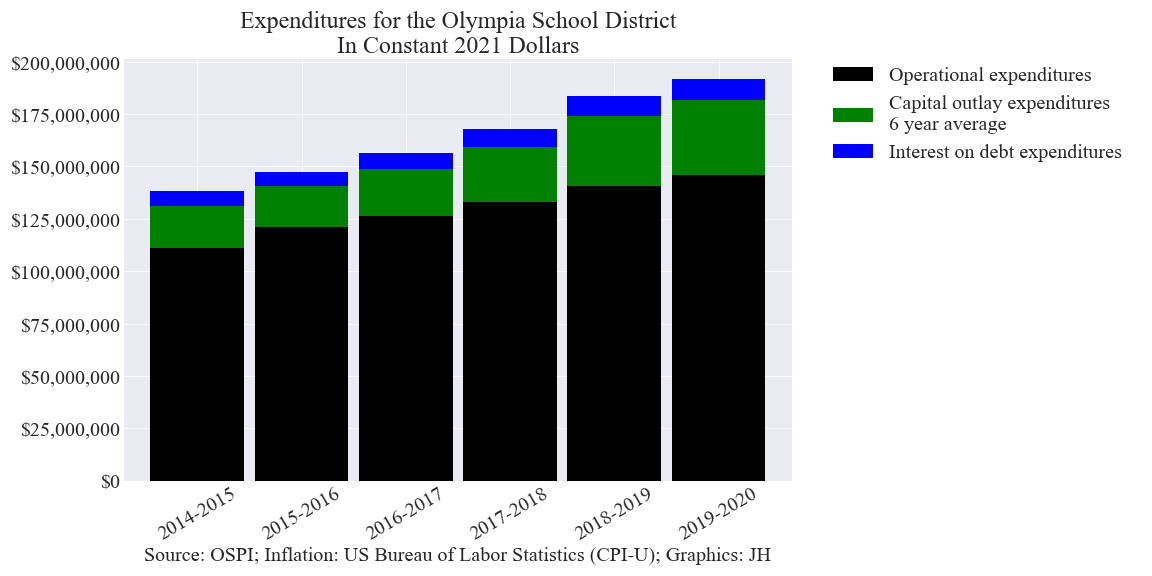 Expenditures for the Olympia School District
In Constant 2021 Dollars
$200,000,000
$175,000,000
$150,000,000
$125,000,000
$100,000,000
$75,000,000
$50,000,000
$25,000,000
$0
2014-2015
2015-2016
2016-2017
2017-2018
2018-2019
2019-2020
Source: OSPI; Inflation: US Bureau of Labor Statistics (CPI-U); Graphics: JH
Operational expenditures
Capital outlay expenditures
6 year average
Interest on debt expenditures